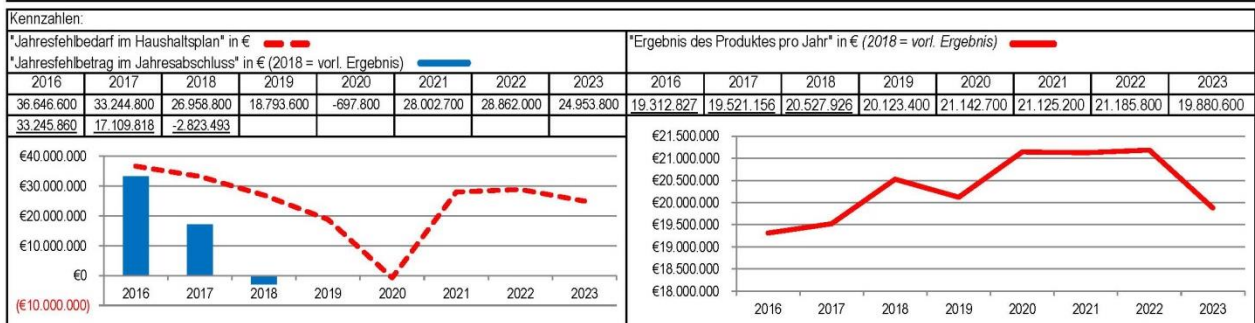 Kennzahlen:
"Jahresfehlbedarf im Haushaltsplan" in €
"Jahresfehlbetrag im Jahresabschluss" in € (2018 = vorl. Ergebnis)
2016 2017 2018 2019 2020 2021 2022 2023
36.646.600 33.244.800 26.958.800 18.793.600 -697.800 28.002.700 28.862.000 24.953.800
33.245.860 17.109.818 -2.823.493
€40.000.000
€30.000.000
€20.000.000
€10.000.000
€0
(€10.000.000)
2016 2017 2018 2019 2020 2021 2022 2023
"Ergebnis des Produktes pro Jahr" in € (2018 = vorl. Ergebnis)
2016 2017 2018 2019 2020 2021 2022 2023
19.312.827 19.521.156 20.527.926 20.123.400 21.142.700 21.125.200 21.185.800 19.880.600
€21.500.000
€21.000.000
€20.500.000
€20.000.000
€19.500.000
€19.000.000
€18.500.000
€18.000.000
2016 2017 2018 2019 2020 2021 2022 2023